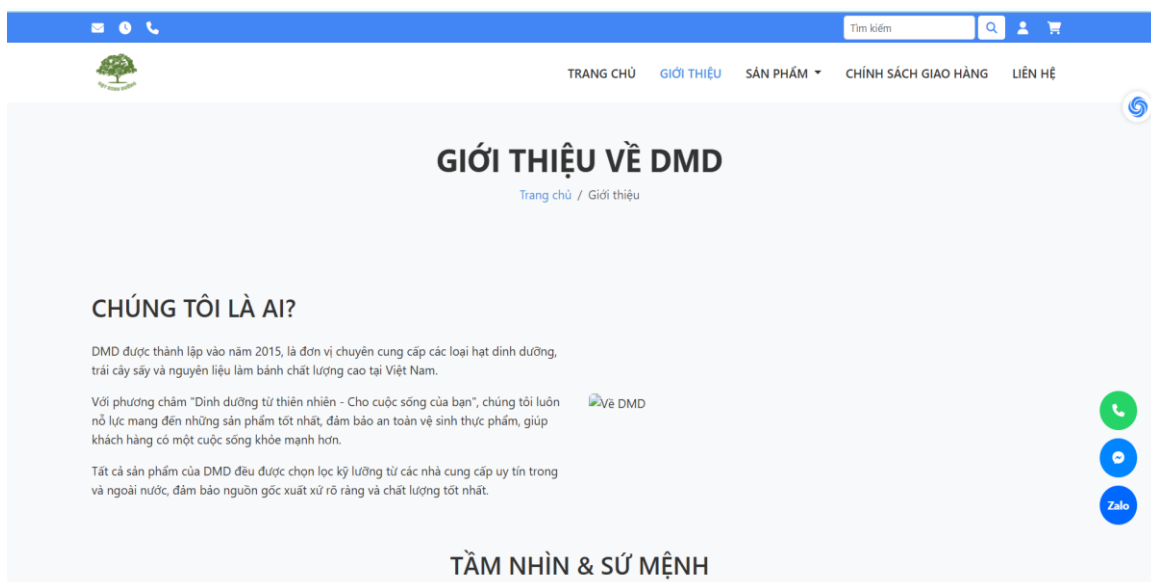 Tìm kiếm
TRANG CHỦ GIỚI THIỆU SẢN PHẨM CHÍNH SÁCH GIAO HÀNG LIÊN HỆ
GIỚI THIỆU VỀ DMD
Trang chủ / Giới thiệu
CHÚNG TÔI LÀ AI?
DMD được thành lập vào năm 2015, là đơn vị chuyên cung cấp các loại hạt dinh dưỡng,
trái cây sấy và nguyên liệu làm bánh chất lượng cao tại Việt Nam.
Với phương châm "Dinh dưỡng từ thiên nhiên - Cho cuộc sống của bạn", chúng tôi luôn
nỗ lực mang đến những sản phẩm tốt nhất, đảm bảo an toàn vệ sinh thực phẩm, giúp
khách hàng có một cuộc sống khỏe mạnh hơn.
Tất cả sản phẩm của DMD đều được chọn lọc kỹ lưỡng từ các nhà cung cấp uy tín trong
và ngoài nước, đảm bảo nguồn gốc xuất xứ rõ ràng và chất lượng tốt nhất.
Về DMD
Zalo
TẦM NHÌN & SỨ MỆNH